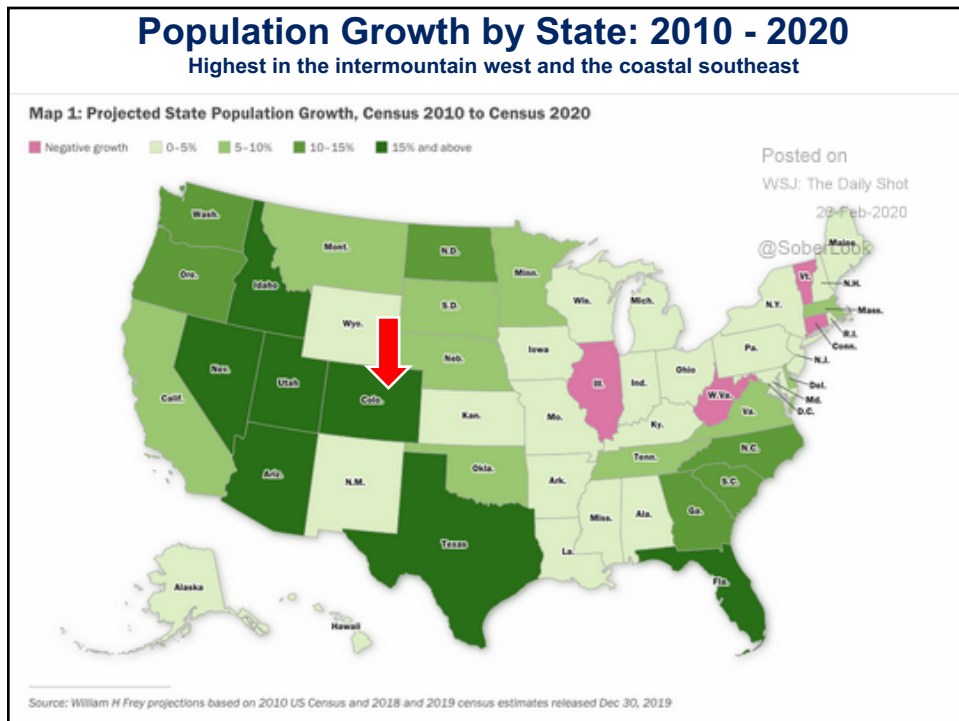 Population Growth by State: 2010 - 2020
Highest in the intermountain west and the coastal southeast
Map 1: Projected State Population Growth, Census 2010 to Census 2020
Negative growth 0–5% 5–10% 10–15% 15% and above
Posted on
WSJ: The Daily Shot
26-Feb-2020
@SoberLook
Wash.
Mont.
N.D.
Minn.
Maine
Vt.
N.H.
Ore.
Idaho
S.D.
Wis.
Mich.
N.Y.
Mass.
R.I.
Conn.
Wyo.
Neb.
Iowa
Pa.
N.J.
Nev.
Utah
Colo.
Ill.
Ind.
Ohio
Del.
Md.
D.C.
Calif.
Kan.
Mo.
Ky.
W.Va.
Va.
Ariz.
N.M.
Okla.
Ark.
Tenn.
N.C.
S.C.
Texas
La.
Miss.
Ala.
Ga.
Fla.
Alaska
Hawaii
Source: William H Frey projections based on 2010 US Census and 2018 and 2019 census estimates released Dec 30, 2019